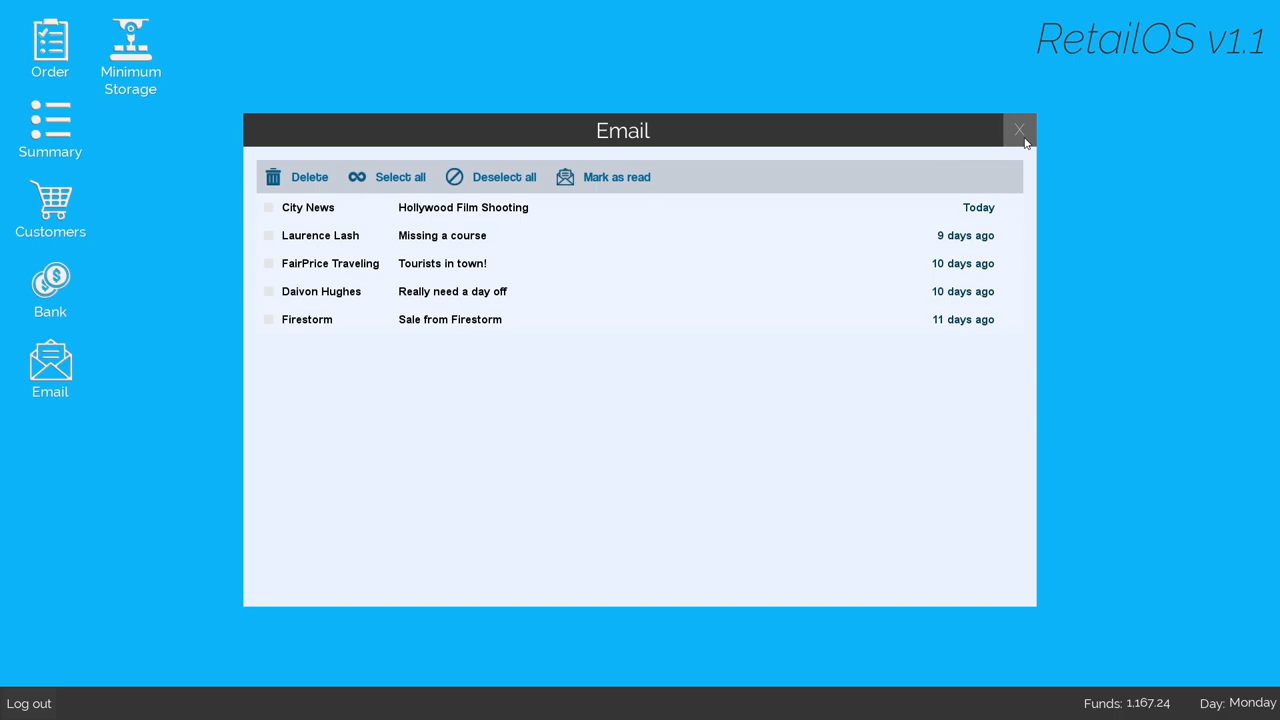 RetailOS v1.1
Order
Minimum
Storage
Summary
Customers
Bank
Email
Email X
Delete Select all Deselect all Mark as read
City News Hollywood Film Shooting Today
Laurence Lash Missing a course 9 days ago
FairPrice Traveling Tourists in town! 10 days ago
Daivon Hughes Really need a day off 10 days ago
Firestorm Sale from Firestorm 11 days ago
Log out Funds: 1,167.24 Day: Monday